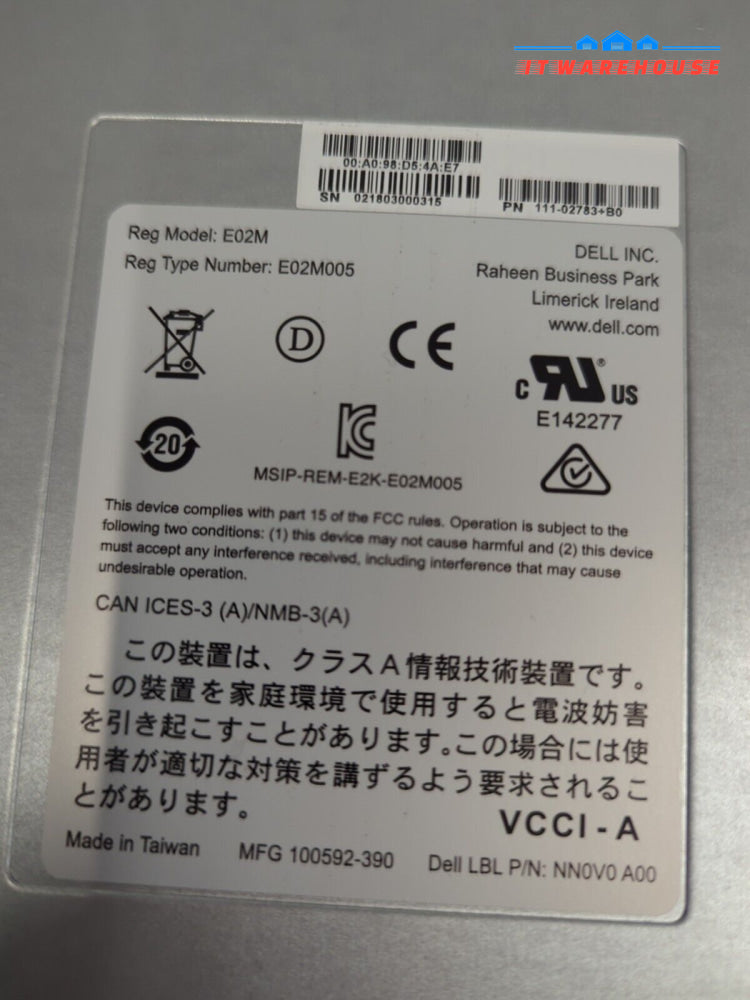 ITWAREHOUSE
00:A0:98:D5:4A:E7
SN 021803000315
PN 111-02783+B0
Reg Model: E02M
Reg Type Number: E02M005
DELL INC.
Raheen Business Park
Limerick Ireland
www.dell.com
D
CE
C RU® US
E142277
20
KC
MSIP-REM-E2K-E02M005
This device complies with part 15 of the FCC rules. Operation is subject to the
following two conditions: (1) this device may not cause harmful and (2) this device
must accept any interference received, including interference that may cause
undesirable operation.
CAN ICES-3 (A)/NMB-3(A)
この装置は、クラスA情報技術装置です。
この装置を家庭環境で使用すると電波妨害
を引き起こすことがあります。この場合には使
用者が適切な対策を講ずるよう要求されるこ
とがあります。
VCCI - A
Made in Taiwan
MFG 100592-390
Dell LBL P/N: NN0V0 A00